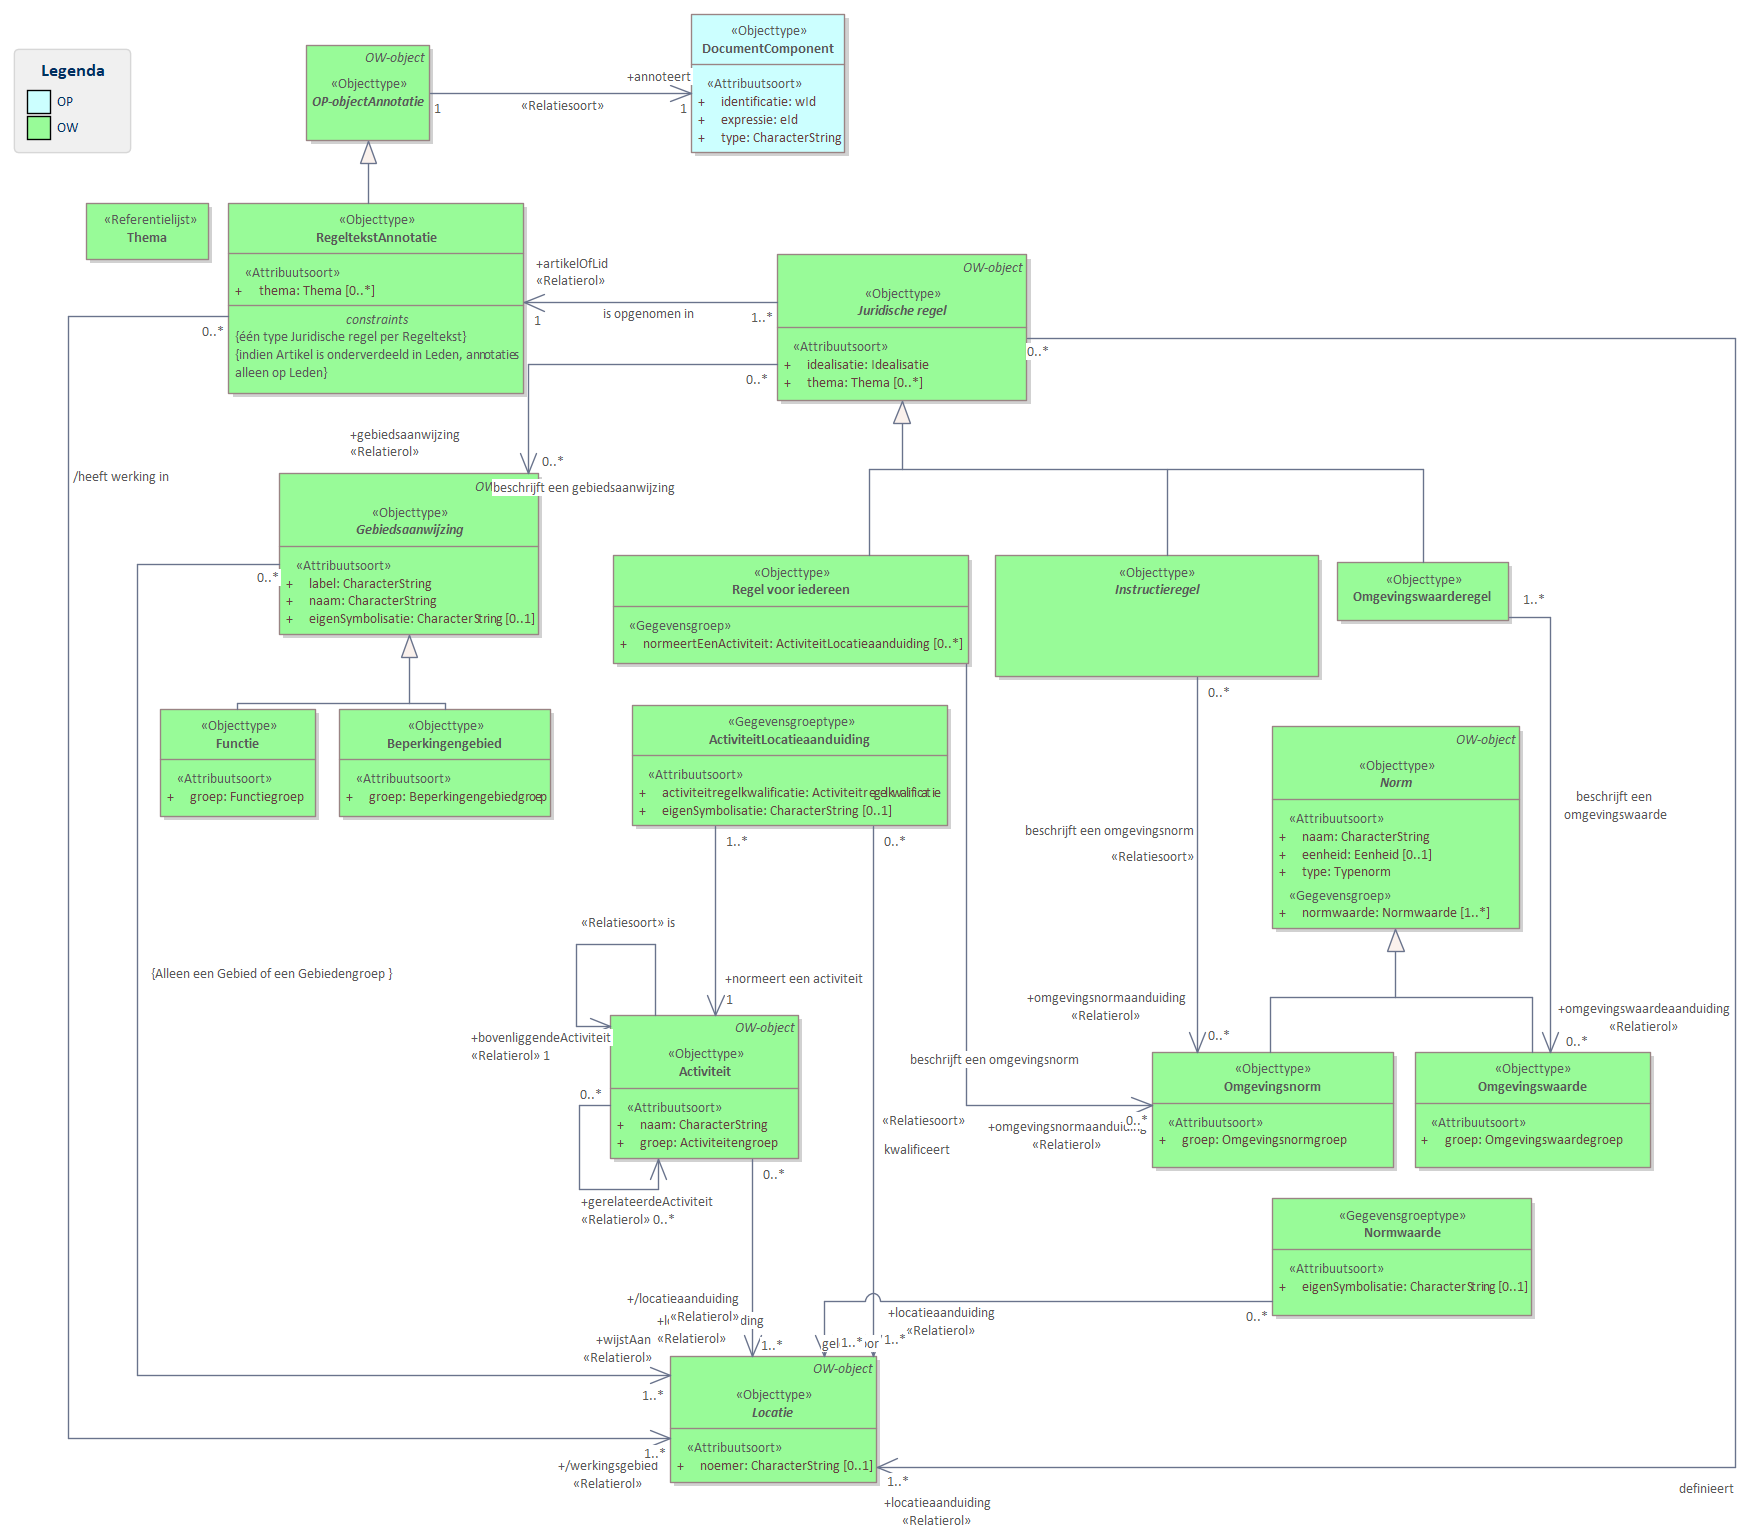 Legenda
OP
OW
OW-object
«Objecttype»
OP-objectAnnotatie
1
«Relatiesoort»
+annoteert
1
«Objecttype»
DocumentComponent
«Attribuutsoort»
+ identificatie: wId
+ expressie: eId
+ type: CharacterString
«Referentielijst»
Thema
«Objecttype»
RegeltekstAnnotatie
«Attribuutsoort»
+ thema: Thema [0..*]
constraints
{één type Juridische regel per Regeltekst}
{indien Artikel is onderverdeeld in Leden, annotaties
alleen op Leden}
0..*
/heeft werking in
+artikelOfLid
«Relatierol»
1
is opgenomen in
1..*
OW-object
«Objecttype»
Juridische regel
«Attribuutsoort»
+ idealisatie: Idealisatie
+ thema: Thema [0..*]
0..*
0..*
+gebiedsaanwijzing
«Relatierol»
0..*
beschrijft een gebiedsaanwijzing
«Objecttype»
Gebiedsaanwijzing
«Attribuutsoort»
+ label: CharacterString
+ naam: CharacterString
+ eigenSymbolisatie: CharacterString [0..1]
0..*
«Objecttype»
Functie
«Attribuutsoort»
+ groep: Functiegroep
«Objecttype»
Beperkingengebied
«Attribuutsoort»
+ groep: Beperkingengebiedgroep
«Objecttype»
Regel voor iedereen
«Gegevensgroep»
+ normeertEenActiviteit: ActiviteitLocatieaanduiding [0..*]
«Objecttype»
Instructieregel
0..*
«Objecttype»
Omgevingswaarderegel
1..*
«Gegevensgroeptype»
ActiviteitLocatieaanduiding
«Attribuutsoort»
+ activiteitregelkwalificatie: Activiteitregelkwalificatie
+ eigenSymbolisatie: CharacterString [0..1]
1..*
0..*
OW-object
«Objecttype»
Norm
«Attribuutsoort»
+ naam: CharacterString
+ eenheid: Eenheid [0..1]
+ type: Typenorm
«Gegevensgroep»
+ normwaarde: Normwaarde [1..*]
beschrijft een
omgevingswaarde
beschrijft een omgevingsnorm
«Relatiesoort»
«Relatiesoort» is
{Alleen een Gebied of een Gebiedengroep }
+normeert een activiteit
1
+bovenliggendeActiviteit
«Relatierol» 1
OW-object
«Objecttype»
Activiteit
«Attribuutsoort»
+ naam: CharacterString
+ groep: Activiteitengroep
0..*
0..*
+gerelateerdeActiviteit
«Relatierol» 0..*
+omgevingsnormaanduiding
«Relatierol»
0..*
+omgevingswaardeaanduiding
«Relatierol»
0..*
beschrijft een omgevingsnorm
«Relatiesoort»
kwalificeert
+omgevingsnormaanduiding
«Relatierol»
0..*
«Objecttype»
Omgevingsnorm
«Attribuutsoort»
+ groep: Omgevingsnormgroep
«Objecttype»
Omgevingswaarde
«Attribuutsoort»
+ groep: Omgevingswaardegroep
«Gegevensgroeptype»
Normwaarde
«Attribuutsoort»
+ eigenSymbolisatie: CharacterString [0..1]
0..*
+/locatieaanduiding
«Relatierol»
«Relatierol»
1..*
+wijstAan
«Relatierol»
1..*
1..*
+locatieaanduiding
«Relatierol»
1..*
OW-object
«Objecttype»
Locatie
«Attribuutsoort»
+ noemer: CharacterString [0..1]
1..*
+/werkingsgebied
«Relatierol»
1..*
+locatieaanduiding
«Relatierol»
definieert